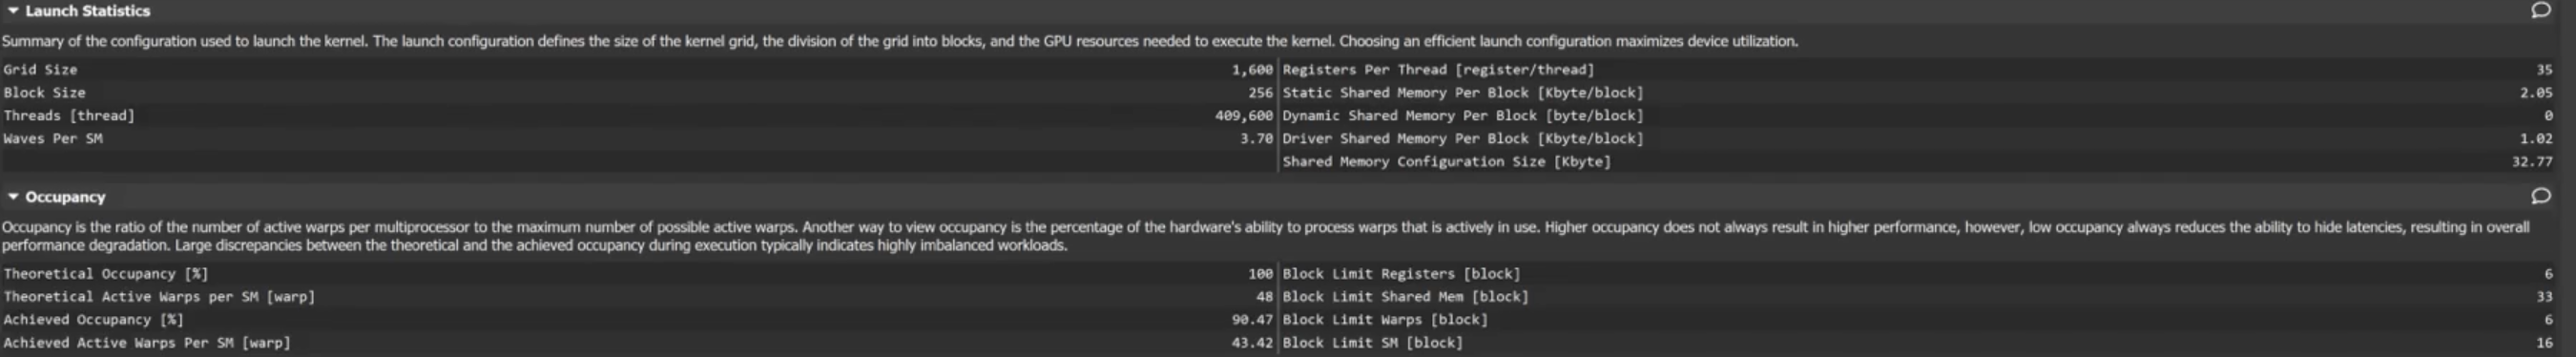 Launch Statistics
Summary of the configuration used to launch the kernel. The launch configuration defines the size of the kernel grid, the division of the grid into blocks, and the GPU resources needed to execute the kernel. Choosing an efficient launch configuration maximizes device utilization.
Grid Size 1,600 Registers Per Thread [register/thread] 35
Block Size 256 Static Shared Memory Per Block [Kbyte/block] 2.05
Threads [thread] 409,600 Dynamic Shared Memory Per Block [byte/block] 0
Waves Per SM 3.70 Driver Shared Memory Per Block [Kbyte/block] 1.02
Shared Memory Configuration Size [Kbyte] 32.77
Occupancy
Occupancy is the ratio of the number of active warps per multiprocessor to the maximum number of possible active warps. Another way to view occupancy is the percentage of the hardware's ability to process warps that is actively in use. Higher occupancy does not always result in higher performance, however, low occupancy always reduces the ability to hide latencies, resulting in overall
performance degradation. Large discrepancies between the theoretical and the achieved occupancy during execution typically indicates highly imbalanced workloads.
Theoretical Occupancy [%] 100 Block Limit Registers [block] 6
Theoretical Active Warps per SM [warp] 48 Block Limit Shared Mem [block] 33
Achieved Occupancy [%] 90.47 Block Limit Warps [block] 6
Achieved Active Warps Per SM [warp] 43.42 Block Limit SM [block] 16